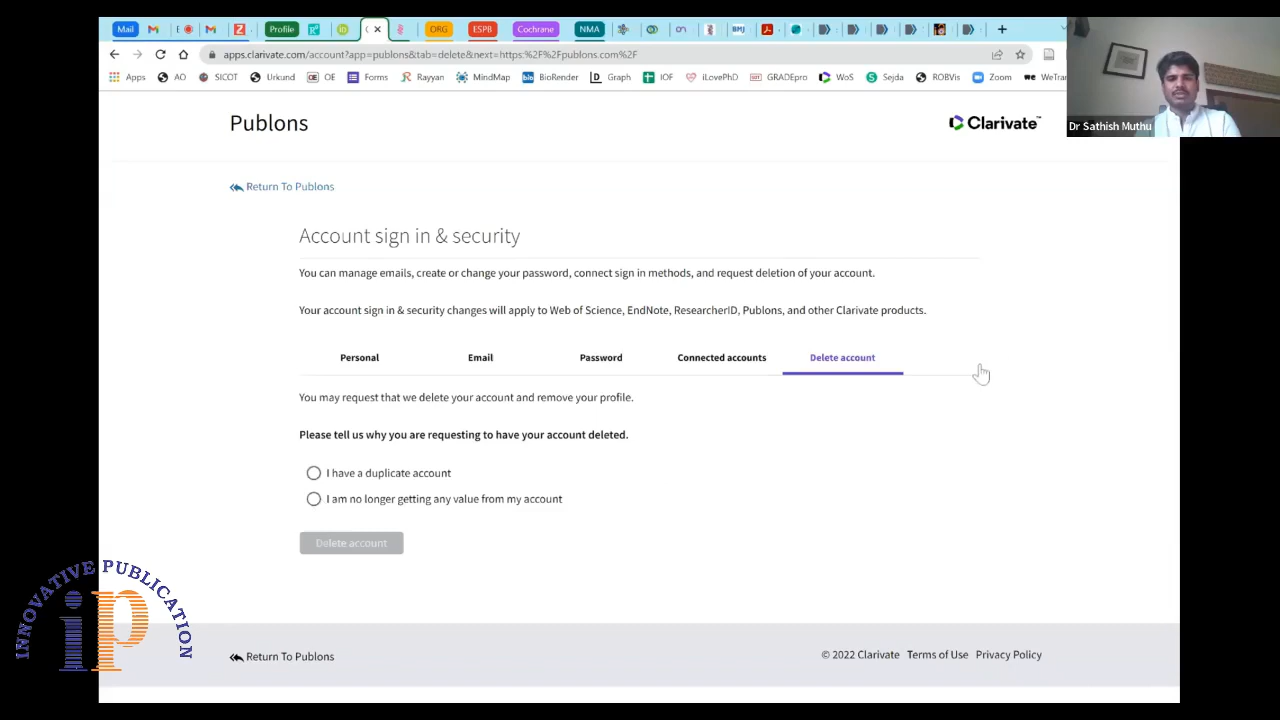 Mail
Profile
ORG
ESPB
Cochrane
NMA
BMJ
apps.clarivate.com/account?app=publons&tab=delete&next=https:%2F%2Fpublons.com%2F
Apps
AO
SICOT
Urkund
OE
Forms
Rayyan
MindMap
BioRender
Graph
IOF
iLovePhD
GRADEpro
WoS
Sejda
ROBVis
Zoom
WeTra
Dr Sathish Muthu
Publons
Clarivate™
Return To Publons
Account sign in & security
You can manage emails, create or change your password, connect sign in methods, and request deletion of your account.
Your account sign in & security changes will apply to Web of Science, EndNote, ResearcherID, Publons, and other Clarivate products.
Personal
Email
Password
Connected accounts
Delete account
You may request that we delete your account and remove your profile.
Please tell us why you are requesting to have your account deleted.
I have a duplicate account
I am no longer getting any value from my account
Delete account
INNOVATIVE PUBLICATION
ip
Return To Publons
© 2022 Clarivate Terms of Use Privacy Policy